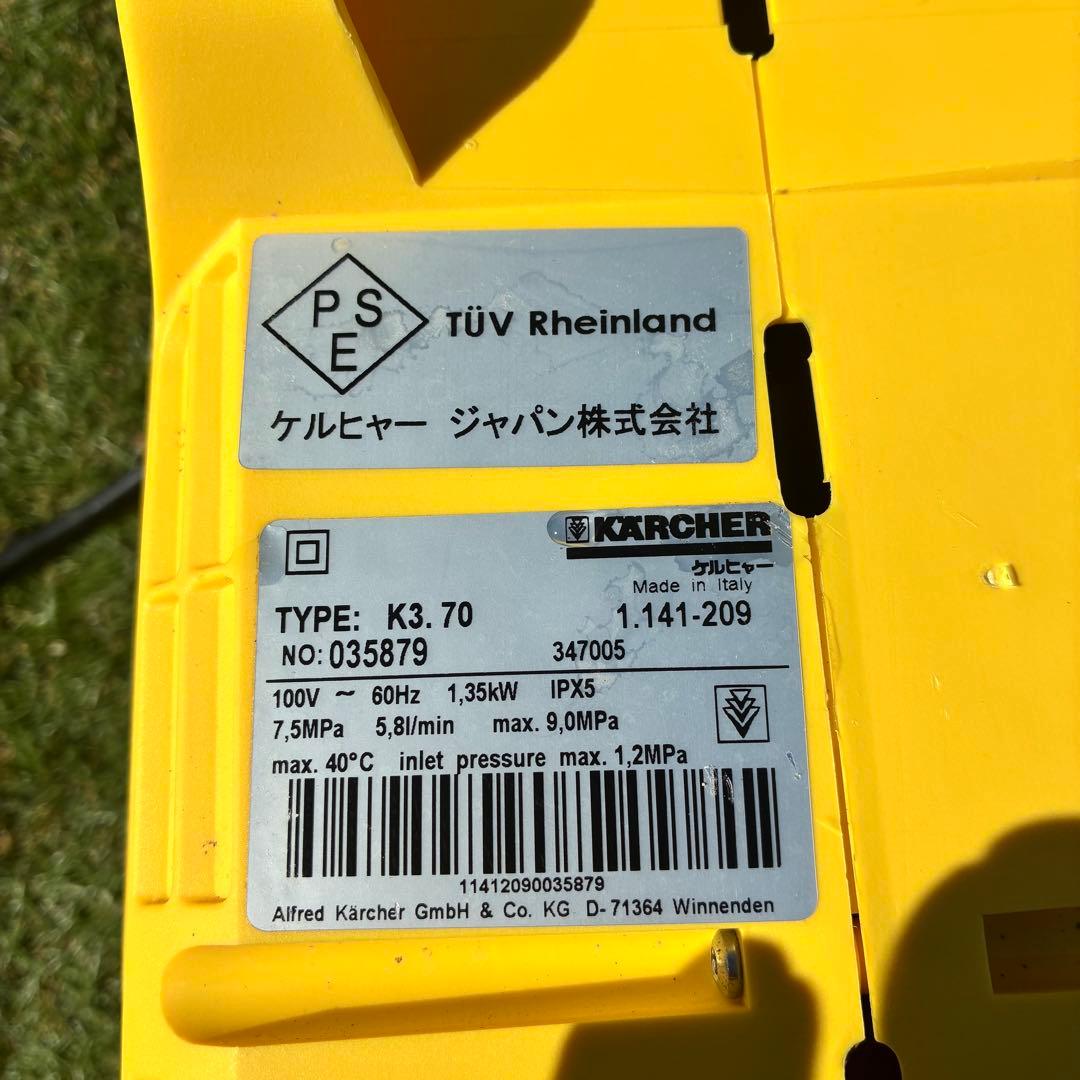 PSE
TÜV Rheinland
ケルヒャー ジャパン株式会社
KÄRCHER
ケルヒャー
Made in Italy
TYPE: K3.70 1.141-209
NO: 035879 347005
100V ~ 60Hz 1,35kW IPX5
7,5MPa 5,8l/min max. 9,0MPa
max. 40°C inlet pressure max. 1,2MPa
11412090035879
Alfred Kärcher GmbH & Co. KG D-71364 Winnenden